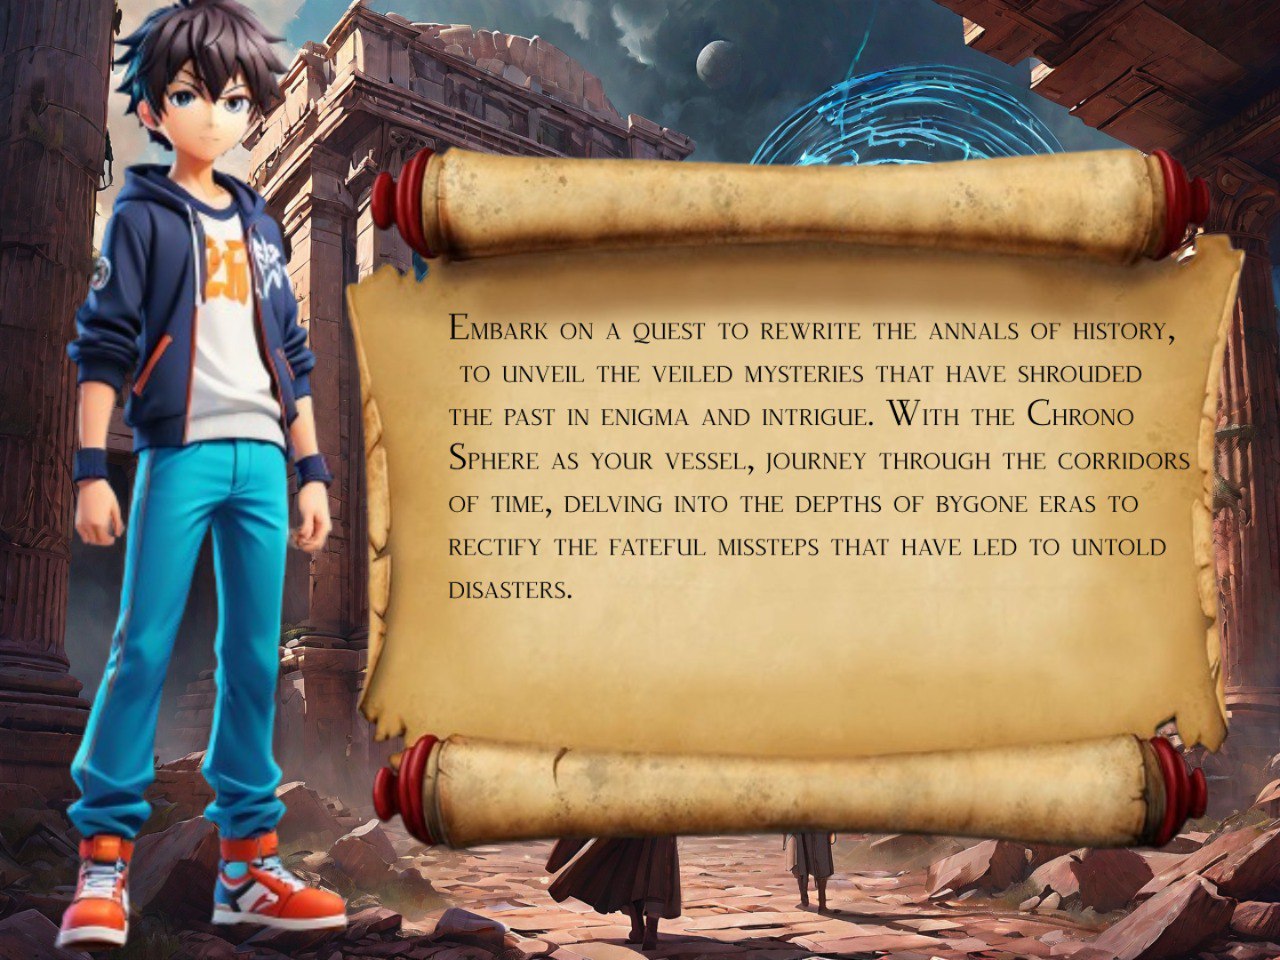 Embark on a quest to rewrite the annals of history,
to unveil the veiled mysteries that have shrouded
the past in enigma and intrigue. With the Chrono
Sphere as your vessel, journey through the corridors
of time, delving into the depths of bygone eras to
rectify the fateful missteps that have led to untold
disasters.